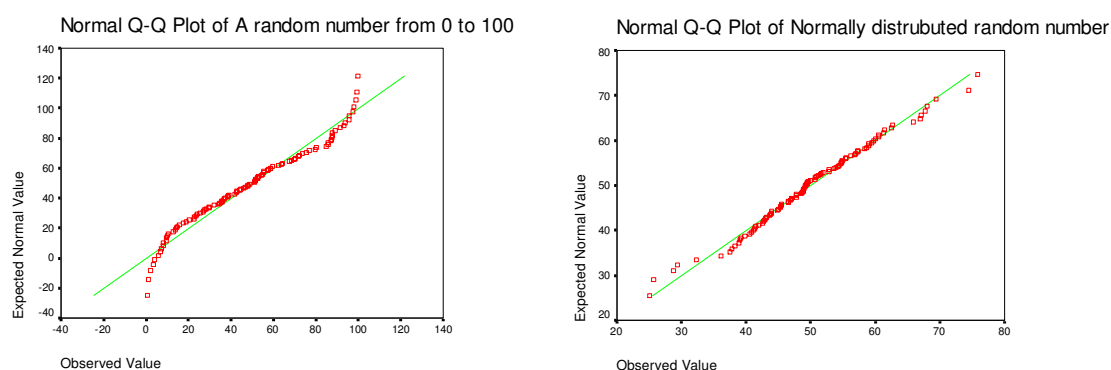 Normal Q-Q Plot of A random number from 0 to 100
140
120
100
80
60
40
20
0
-20
-40
Expected Normal Value
-40 -20 0 20 40 60 80 100 120 140
Observed Value
Normal Q-Q Plot of Normally distrubuted random number
80
70
60
50
40
30
20
Expected Normal Value
20 30 40 50 60 70 80
Observed Value